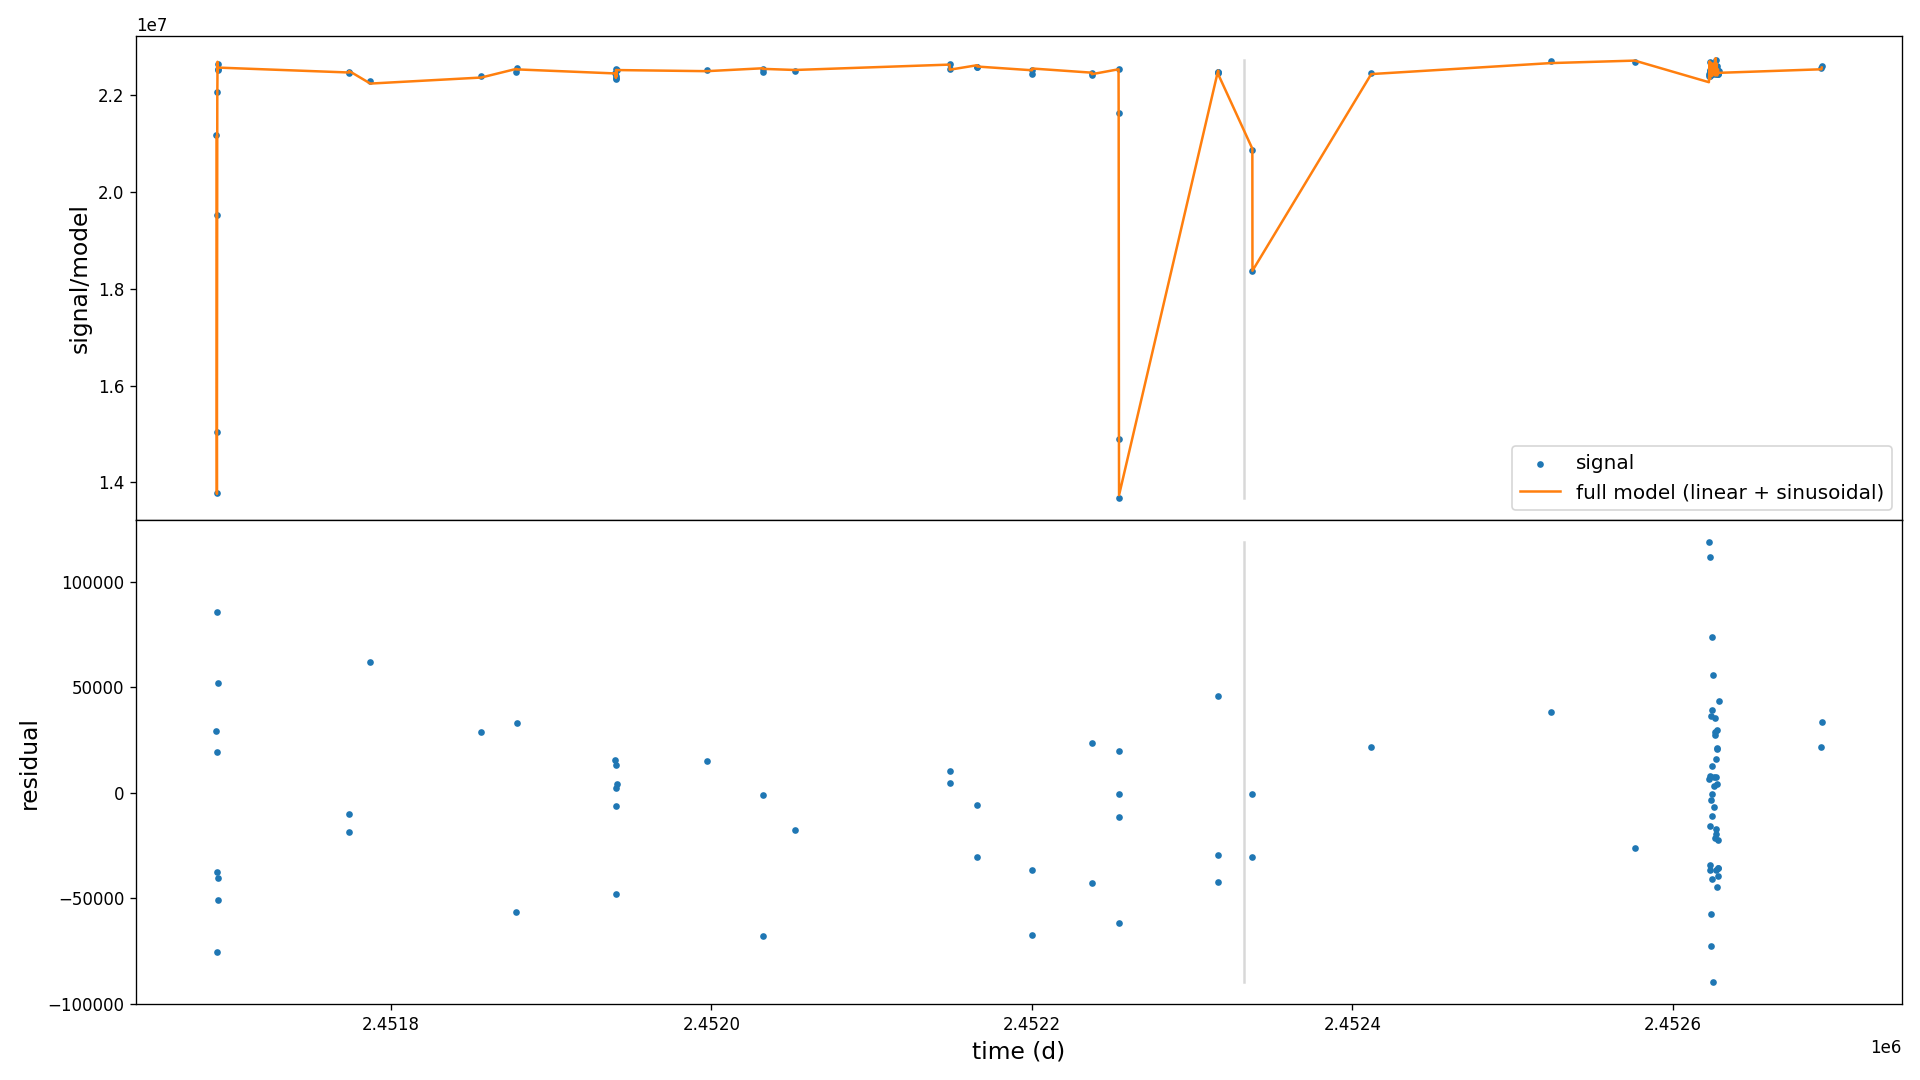 1e7
2.2
2.0
1.8
1.6
1.4
signal/model
signal
full model (linear + sinusoidal)
100000
50000
0
−50000
−100000
residual
2.4518
2.4520
2.4522
2.4524
2.4526
1e6
time (d)